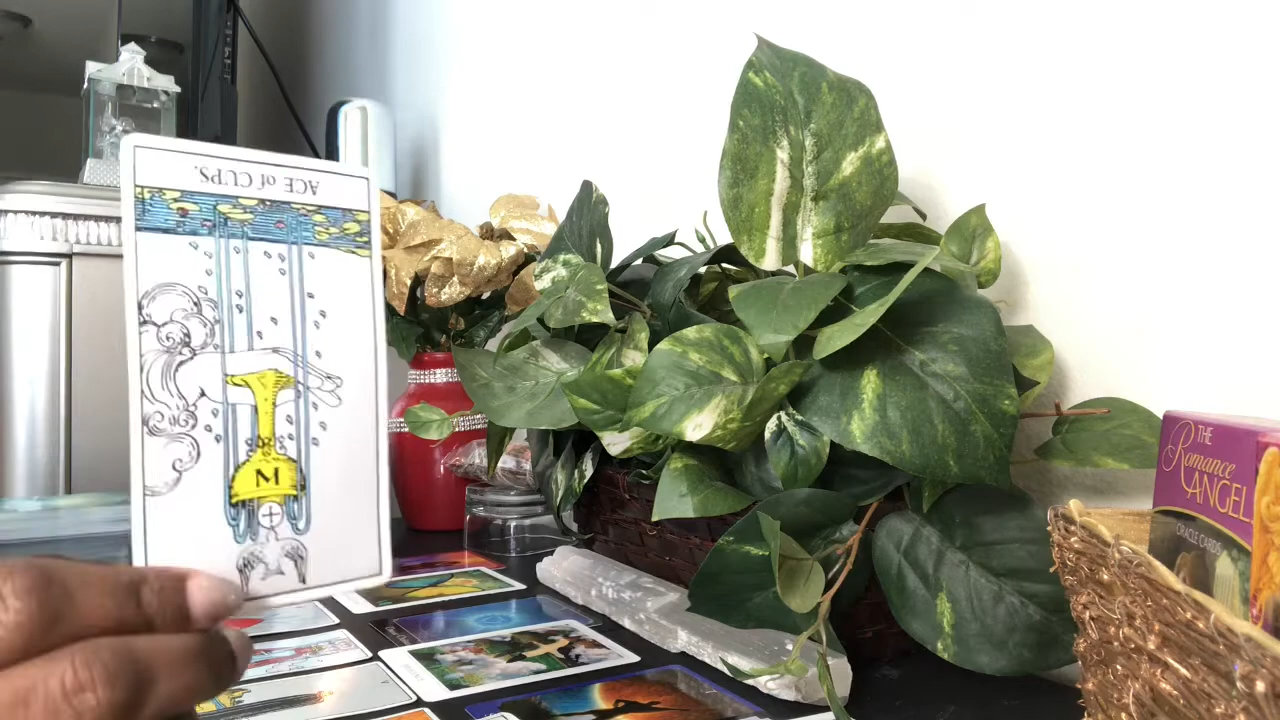 ACE of CUPS.
M
THE
Romance
ANGEL
ORACLE CARDS